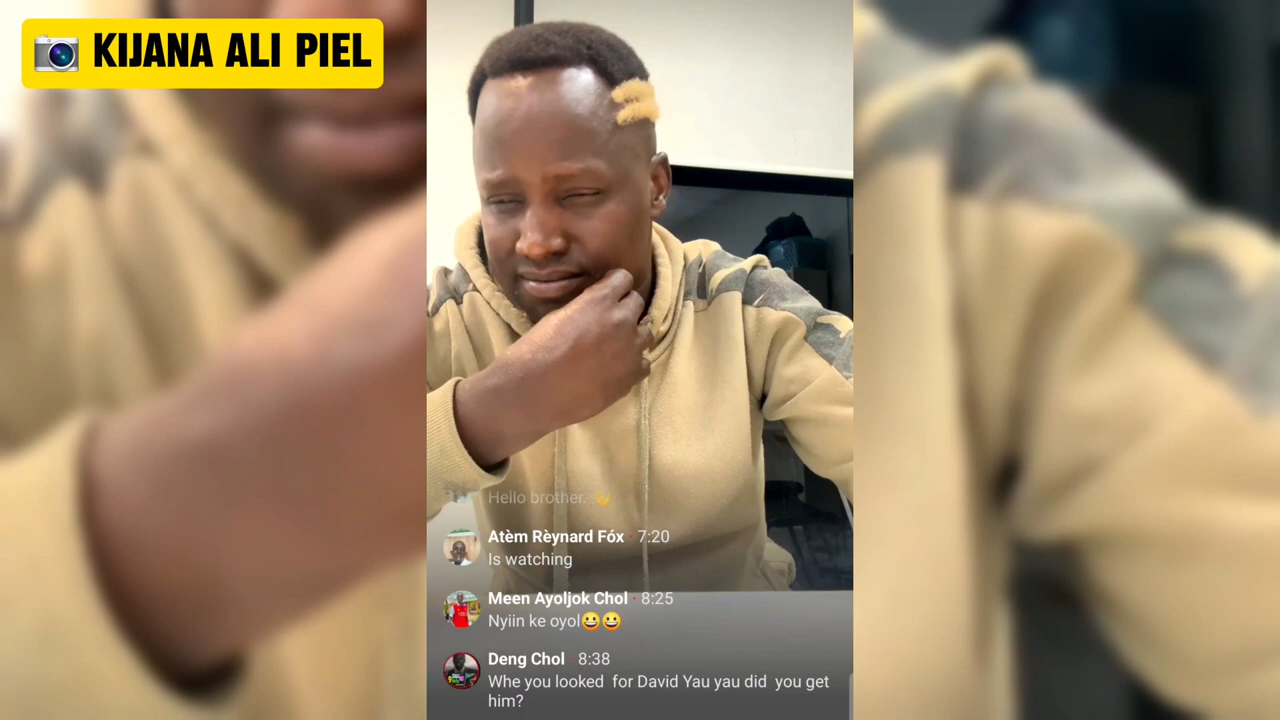 📷 KIJANA ALI PIEL
Hello brother. 👋
Atèm Rèynard Fóx · 7:20
Is watching
Meen Ayoljok Chol · 8:25
Nyiin ke oyol😀😀
Deng Chol · 8:38
Whe you looked for David Yau yau did you get
him?